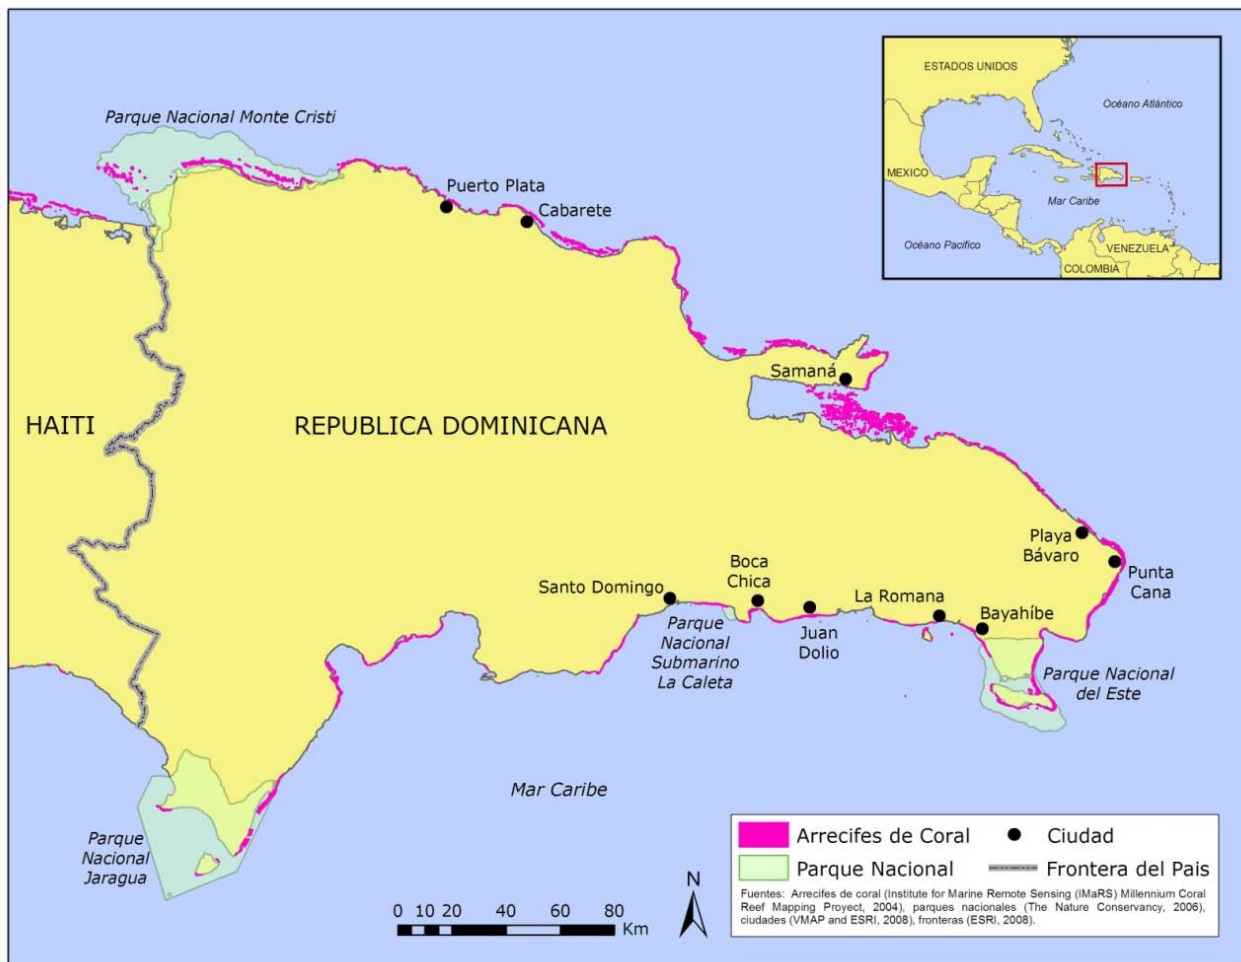 Parque Nacional Monte Cristi
Puerto Plata
Cabarete
ESTADOS UNIDOS
Océano Atlántico
MEXICO
Mar Caribe
Océano Pacifico
VENEZUELA
COLOMBIA
Samaná
HAITI
REPUBLICA DOMINICANA
Playa
Bávaro
Punta
Cana
Boca
Chica
Santo Domingo
La Romana
Bayahíbe
Juan
Dolio
Parque
Nacional
Submarino
La Caleta
Parque Nacional
del Este
Mar Caribe
Parque
Nacional
Jaragua
N
0 20 40 60 80
Km
Arrecifes de Coral
Ciudad
Parque Nacional
Frontera del Pais
Fuentes: Arrecifes de coral (Institute for Marine Remote Sensing (IMaRS) Millennium Coral
Reef Mapping Proyect, 2004), parques nacionales (The Nature Conservancy, 2006),
ciudades (VMAP and ESRI, 2008), fronteras (ESRI, 2008).